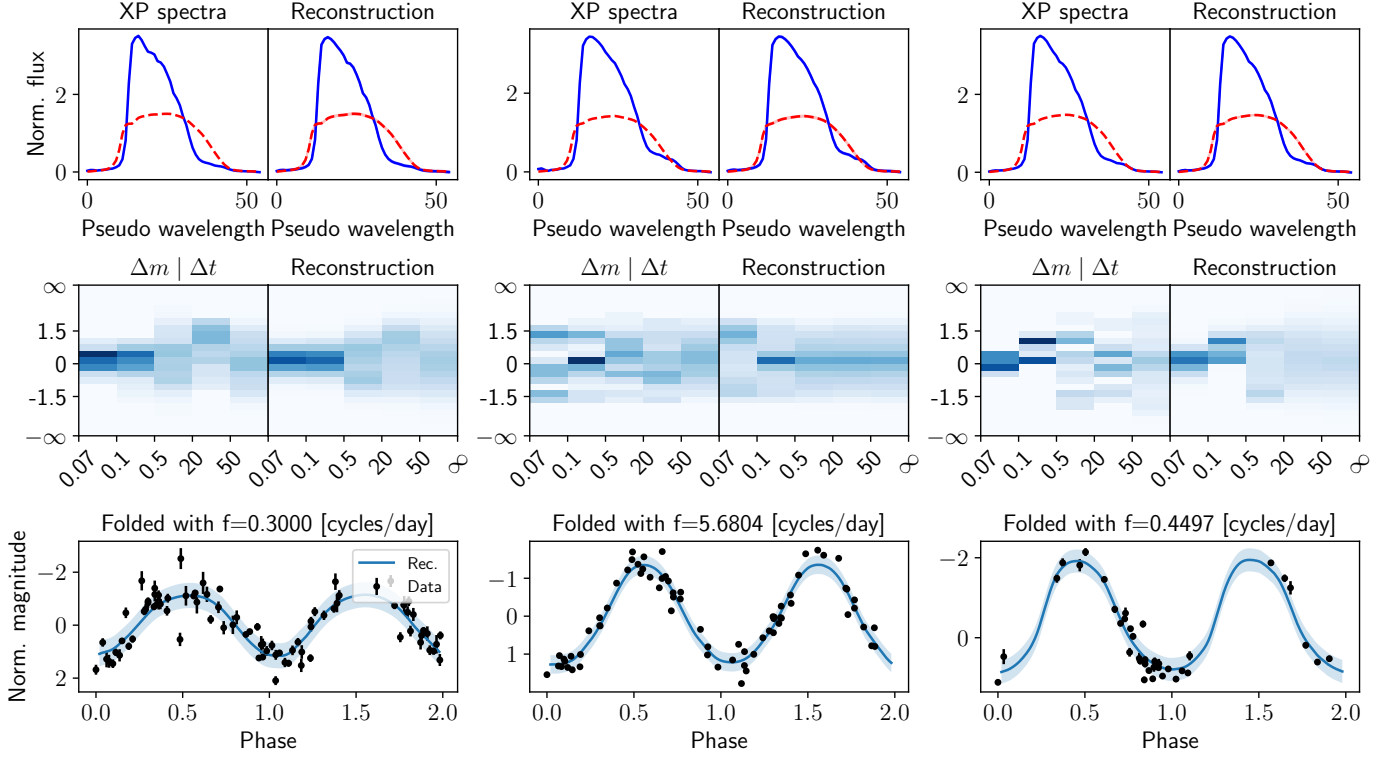 XP spectra Reconstruction XP spectra Reconstruction XP spectra Reconstruction
Norm. flux
2 2 2
0 0 0
0 50 0 50 0 50
Pseudo wavelength Pseudo wavelength Pseudo wavelength Pseudo wavelength Pseudo wavelength Pseudo wavelength
Δm | Δt Reconstruction Δm | Δt Reconstruction Δm | Δt Reconstruction
∞ ∞ ∞
1.5 1.5 1.5
0 0 0
-1.5 -1.5 -1.5
−∞ −∞ −∞
0.07 0.1 0.5 20 50 0.07 0.1 0.5 20 50 ∞ 0.07 0.1 0.5 20 50 0.07 0.1 0.5 20 50 ∞ 0.07 0.1 0.5 20 50 0.07 0.1 0.5 20 50 ∞
Folded with f=0.3000 [cycles/day] Folded with f=5.6804 [cycles/day] Folded with f=0.4497 [cycles/day]
Norm. magnitude
−2 0 2
Rec.
Data
−1 0 1
−2 0
0.0 0.5 1.0 1.5 2.0 0.0 0.5 1.0 1.5 2.0 0.0 0.5 1.0 1.5 2.0
Phase Phase Phase